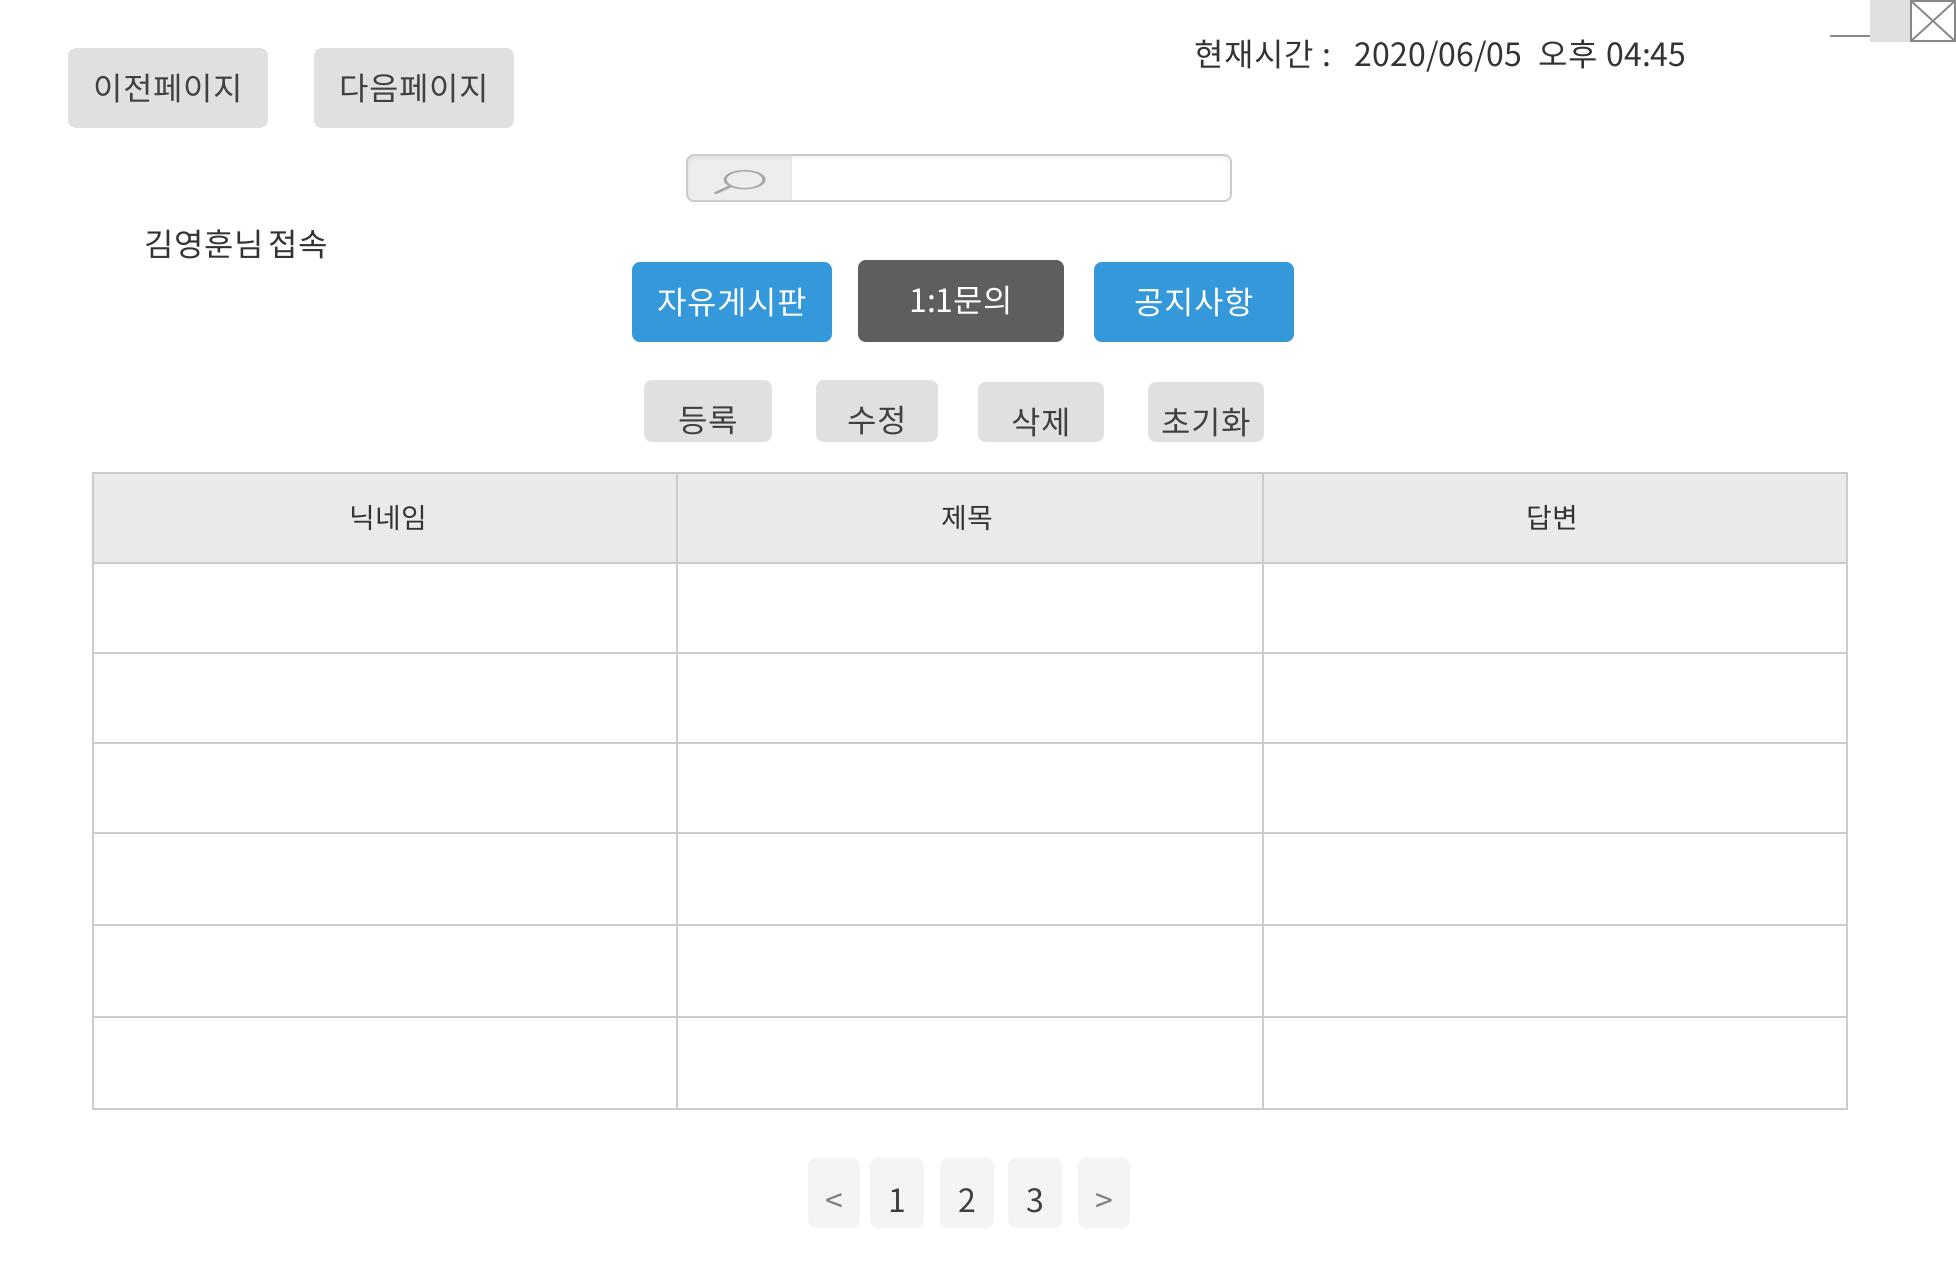 현재시간 : 2020/06/05 오후 04:45
이전페이지 다음페이지
김영훈님 접속
자유게시판 1:1문의 공지사항
등록 수정 삭제 초기화
닉네임 제목 답변
< 1 2 3 >